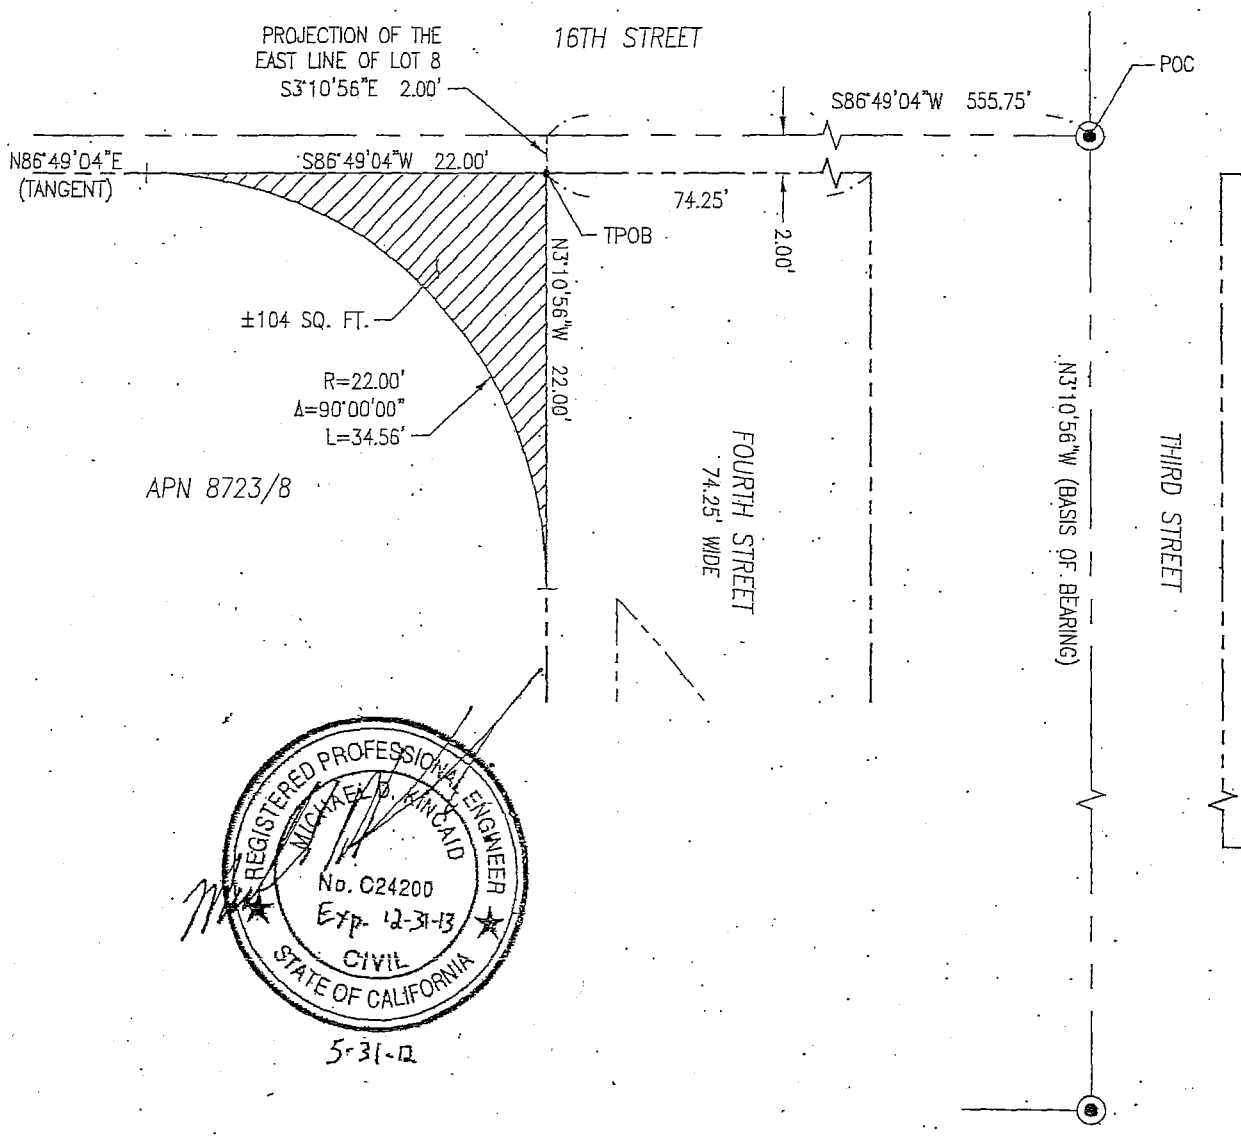 PROJECTION OF THE
EAST LINE OF LOT 8
S3°10'56"E 2.00'
16TH STREET
POC
S86°49'04"W 555.75'
N86°49'04"E
(TANGENT)
S86°49'04"W 22.00'
74.25'
2.00'
TPOB
N3°10'56"W 22.00'
±104 SQ. FT.
R=22.00'
Δ=90°00'00"
L=34.56'
APN 8723/8
FOURTH STREET
74.25' WIDE
N3°10'56"W (BASIS OF BEARING)
THIRD STREET
REGISTERED PROFESSIONAL ENGINEER
MICHAEL D. KINCAID
No. C24200
Exp. 12-31-13
CIVIL
STATE OF CALIFORNIA
5-31-12